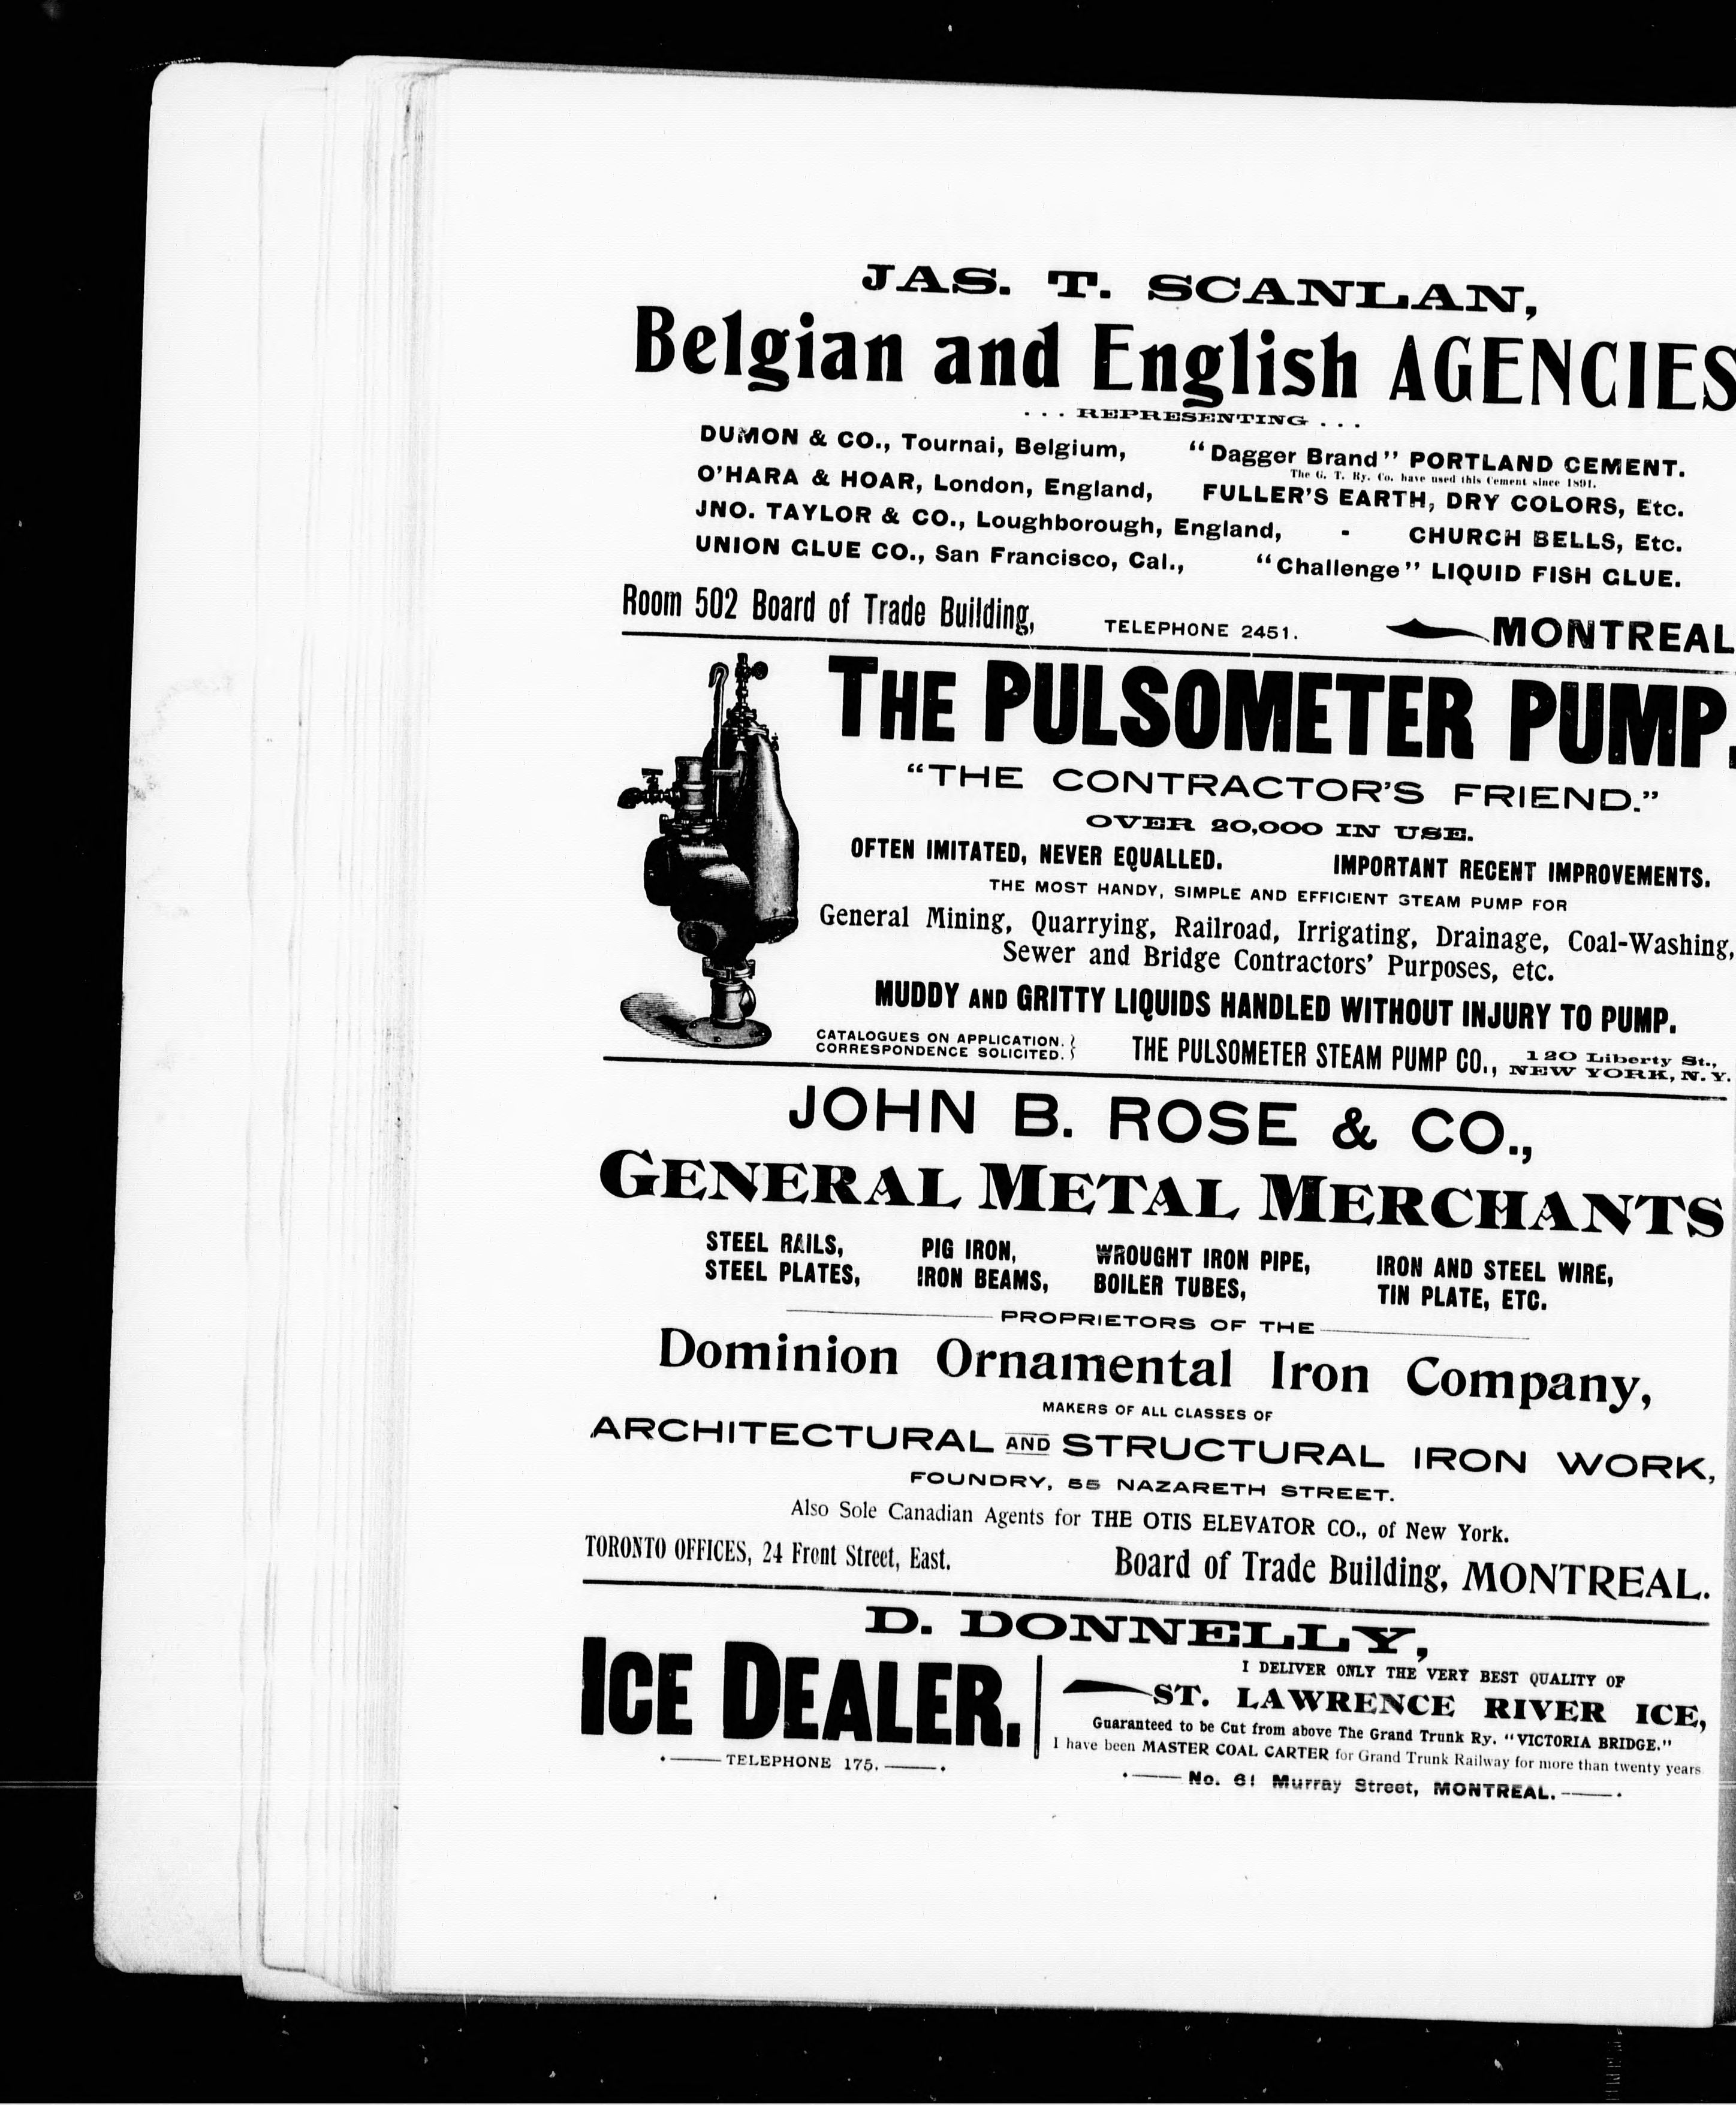 JAS. T. SCANLAN,
Belgian and English AGENCIES
... REPRESENTING ...
DUMON & CO., Tournai, Belgium, "Dagger Brand" PORTLAND CEMENT.
The G. T. Ry. Co. have used this Cement since 1891.
O'HARA & HOAR, London, England, FULLER'S EARTH, DRY COLORS, Etc.
JNO. TAYLOR & CO., Loughborough, England, - CHURCH BELLS, Etc.
UNION GLUE CO., San Francisco, Cal., "Challenge" LIQUID FISH GLUE.
Room 502 Board of Trade Building, TELEPHONE 2451. MONTREAL
THE PULSOMETER PUMP.
"THE CONTRACTOR'S FRIEND."
OVER 20,000 IN USE.
OFTEN IMITATED, NEVER EQUALLED. IMPORTANT RECENT IMPROVEMENTS.
THE MOST HANDY, SIMPLE AND EFFICIENT STEAM PUMP FOR
General Mining, Quarrying, Railroad, Irrigating, Drainage, Coal-Washing,
Sewer and Bridge Contractors' Purposes, etc.
MUDDY AND GRITTY LIQUIDS HANDLED WITHOUT INJURY TO PUMP.
CATALOGUES ON APPLICATION.
CORRESPONDENCE SOLICITED.
THE PULSOMETER STEAM PUMP CO., 120 Liberty St.,
NEW YORK, N. Y.
JOHN B. ROSE & CO.,
GENERAL METAL MERCHANTS
STEEL RAILS, PIG IRON, WROUGHT IRON PIPE, IRON AND STEEL WIRE,
STEEL PLATES, IRON BEAMS, BOILER TUBES, TIN PLATE, ETC.
PROPRIETORS OF THE
Dominion Ornamental Iron Company,
MAKERS OF ALL CLASSES OF
ARCHITECTURAL AND STRUCTURAL IRON WORK,
FOUNDRY, 55 NAZARETH STREET.
Also Sole Canadian Agents for THE OTIS ELEVATOR CO., of New York.
TORONTO OFFICES, 24 Front Street, East. Board of Trade Building, MONTREAL.
D. DONNELLY,
ICE DEALER.
TELEPHONE 175.
I DELIVER ONLY THE VERY BEST QUALITY OF
ST. LAWRENCE RIVER ICE,
Guaranteed to be Cut from above The Grand Trunk Ry. "VICTORIA BRIDGE."
I have been MASTER COAL CARTER for Grand Trunk Railway for more than twenty years
No. 61 Murray Street, MONTREAL.